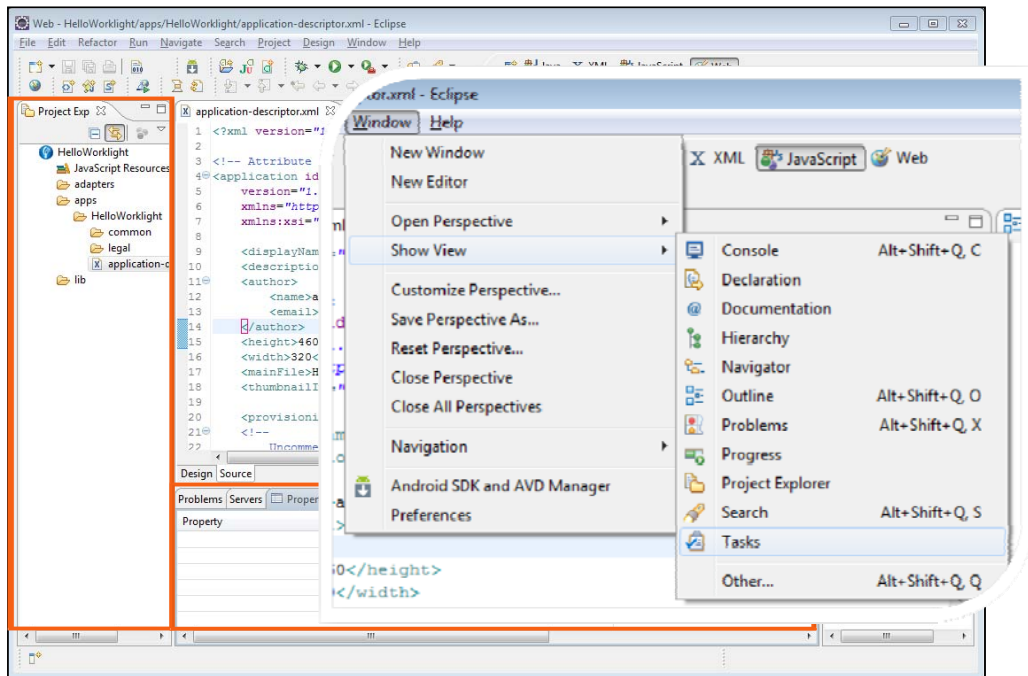 Web - HelloWorklight/apps/HelloWorklight/application-descriptor.xml - Eclipse
File Edit Refactor Run Navigate Search Project Design Window Help
Project Exp
HelloWorklight
JavaScript Resources
adapters
apps
HelloWorklight
common
legal
application-d
lib
application-descriptor.xml
1 <?xml version="1
2
3 <!-- Attribute
4 <application id
5 version="1.
6 xmlns="http
7 xmlns:xsi="
8
9 <displayNam
10 <descriptio
11 <author>
12 <name>a
13 <email>
14 </author>
15 <height>460
16 <width>320<
17 <mainFile>H
18 <thumbnailI
19
20 <provisioni
21 <!--
22 Uncomme
Design Source
Problems Servers Proper
Property
.xml - Eclipse
Window Help
New Window
New Editor
Open Perspective
Show View
Customize Perspective...
Save Perspective As...
Reset Perspective...
Close Perspective
Close All Perspectives
Navigation
Android SDK and AVD Manager
Preferences
XML JavaScript Web
Console Alt+Shift+Q, C
Declaration
Documentation
Hierarchy
Navigator
Outline Alt+Shift+Q, O
Problems Alt+Shift+Q, X
Progress
Project Explorer
Search Alt+Shift+Q, S
Tasks
Other... Alt+Shift+Q, Q
0</height>
</width>